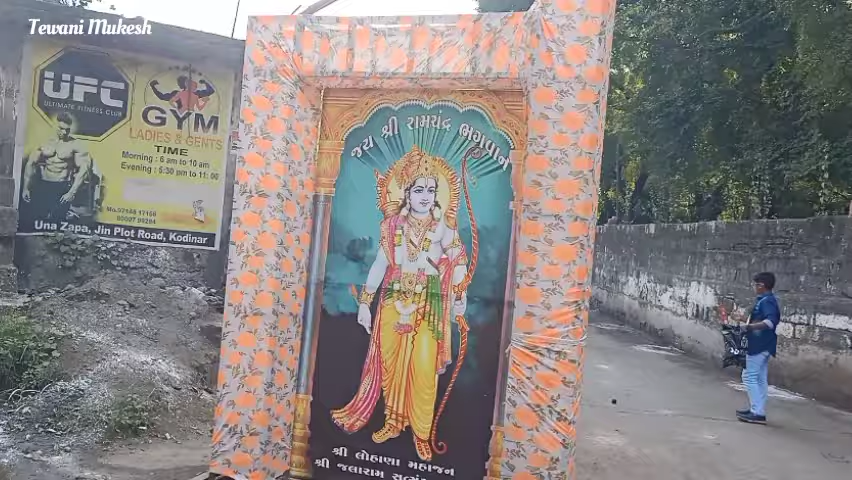 Tewani Mukesh
UFC
ULTIMATE FITNESS CLUB
GYM
LADIES & GENTS
TIME
Morning : 6 am to 10 am
Evening : 5:30 pm to 11:00
Una Zapa, Jin Plot Road, Kodinar
જય શ્રી રામચંદ્ર ભગવાન
શ્રી લોહાણા મહાજન
શ્રી જલારામ